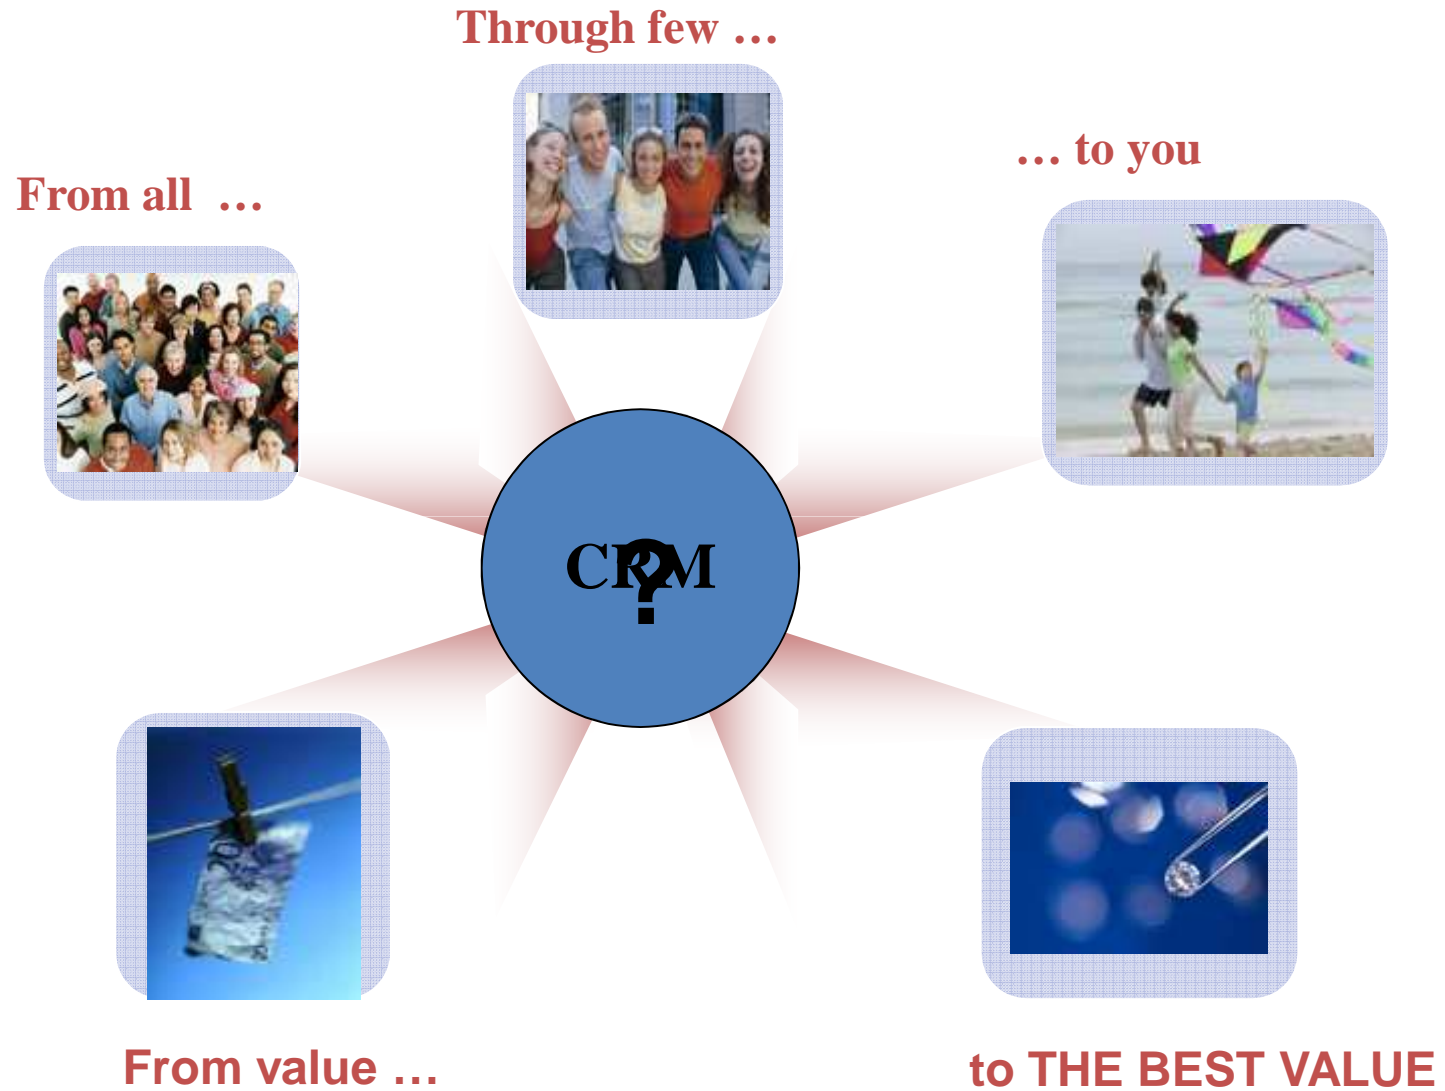 Through few …
… to you
From all …
CRM
?
From value …
to THE BEST VALUE